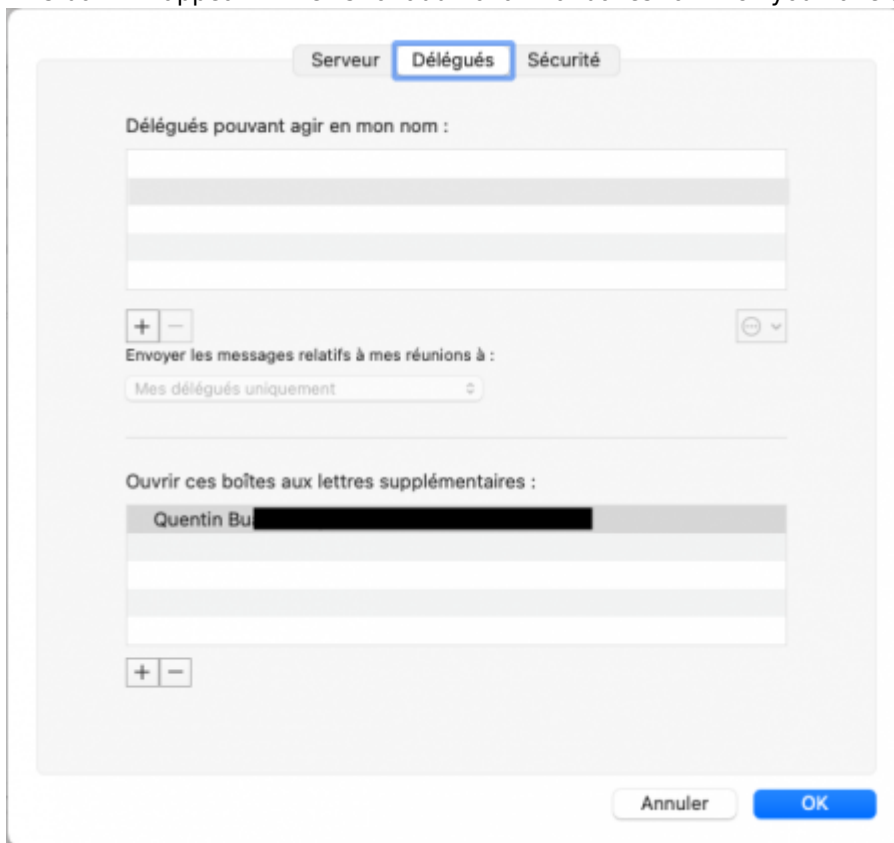 Serveur Délégués Sécurité
Délégués pouvant agir en mon nom :
+ −
Envoyer les messages relatifs à mes réunions à :
Mes délégués uniquement
Ouvrir ces boîtes aux lettres supplémentaires :
Quentin Bu
+ −
Annuler OK